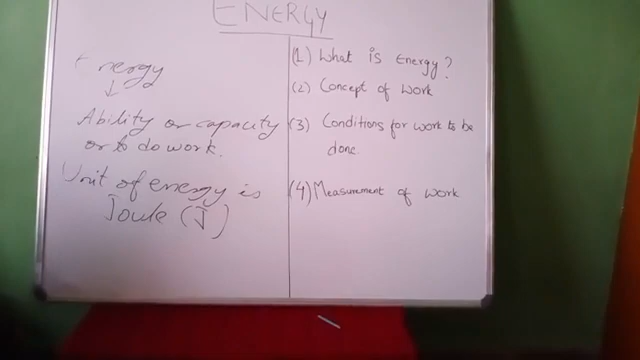 ENERGY
Energy
↓
Ability or capacity
or to do work.
Unit of energy is
Joule (J)
(1) What is Energy?
(2) Concept of Work
(3) Conditions for work to be
done
(4) Measurement of work